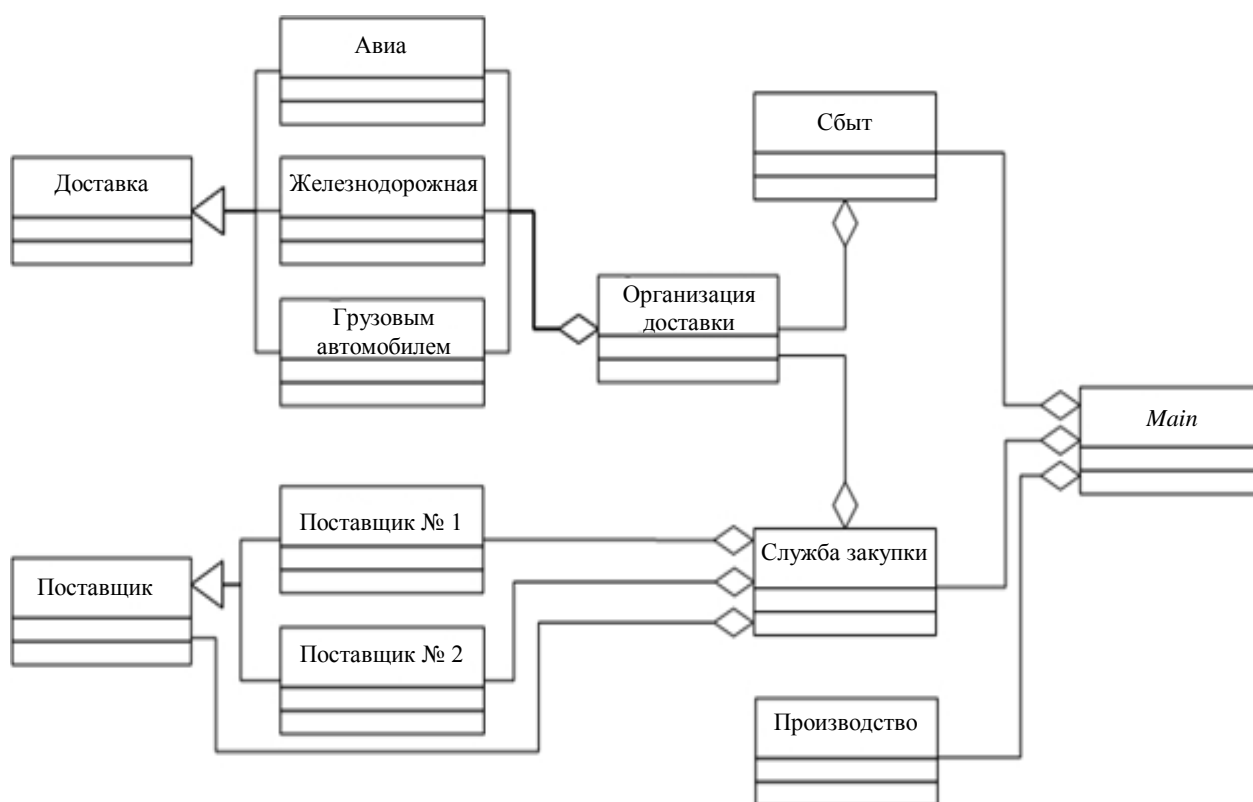 Авиа
Сбыт
Доставка
Железнодорожная
Организация
доставки
Грузовым
автомобилем
Main
Поставщик № 1
Служба закупки
Поставщик
Поставщик № 2
Производство